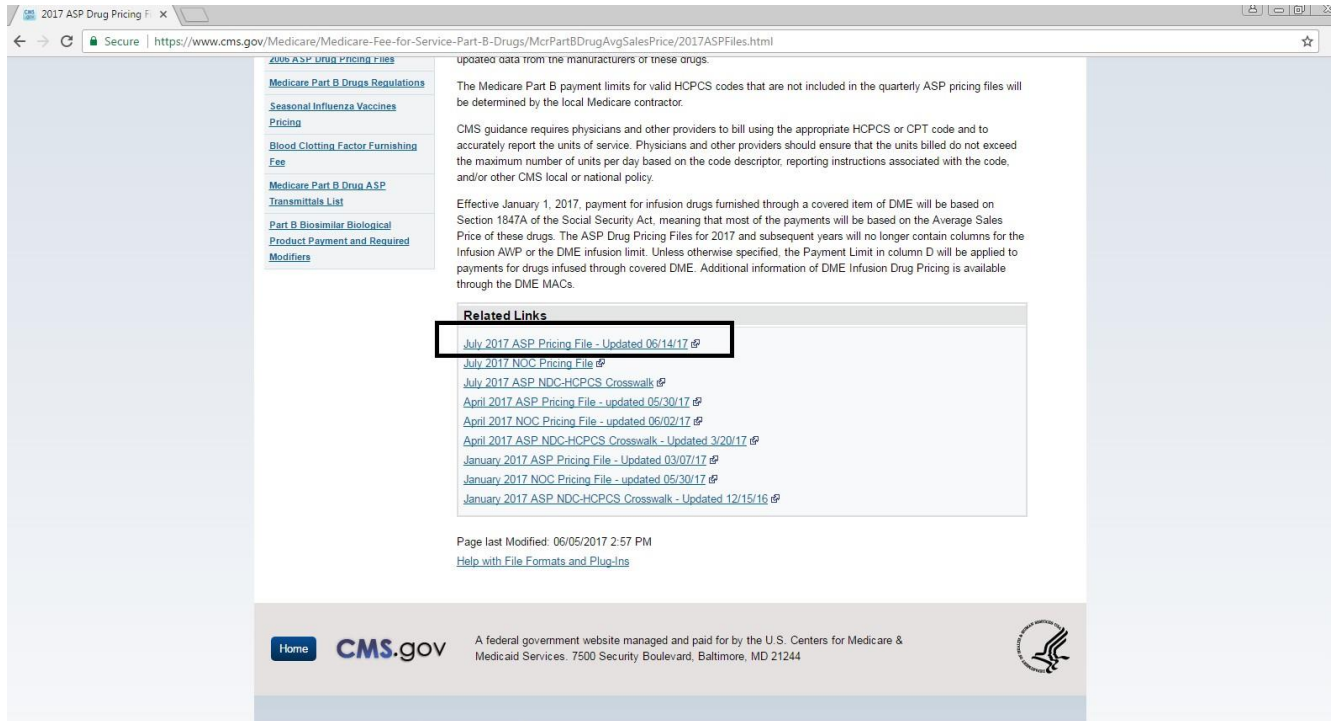 2017 ASP Drug Pricing Fi
Secure | https://www.cms.gov/Medicare/Medicare-Fee-for-Service-Part-B-Drugs/McrPartBDrugAvgSalesPrice/2017ASPFiles.html
2006 ASP Drug Pricing Files
Medicare Part B Drugs Regulations
Seasonal Influenza Vaccines
Pricing
Blood Clotting Factor Furnishing
Fee
Medicare Part B Drug ASP
Transmittals List
Part B Biosimilar Biological
Product Payment and Required
Modifiers
updated data from the manufacturers of these drugs.
The Medicare Part B payment limits for valid HCPCS codes that are not included in the quarterly ASP pricing files will
be determined by the local Medicare contractor.
CMS guidance requires physicians and other providers to bill using the appropriate HCPCS or CPT code and to
accurately report the units of service. Physicians and other providers should ensure that the units billed do not exceed
the maximum number of units per day based on the code descriptor, reporting instructions associated with the code,
and/or other CMS local or national policy.
Effective January 1, 2017, payment for infusion drugs furnished through a covered item of DME will be based on
Section 1847A of the Social Security Act, meaning that most of the payments will be based on the Average Sales
Price of these drugs. The ASP Drug Pricing Files for 2017 and subsequent years will no longer contain columns for the
Infusion AWP or the DME infusion limit. Unless otherwise specified, the Payment Limit in column D will be applied to
payments for drugs infused through covered DME. Additional information of DME Infusion Drug Pricing is available
through the DME MACs.
Related Links
July 2017 ASP Pricing File - Updated 06/14/17
July 2017 NOC Pricing File
July 2017 ASP NDC-HCPCS Crosswalk
April 2017 ASP Pricing File - updated 05/30/17
April 2017 NOC Pricing File - updated 06/02/17
April 2017 ASP NDC-HCPCS Crosswalk - Updated 3/20/17
January 2017 ASP Pricing File - Updated 03/07/17
January 2017 NOC Pricing File - updated 05/30/17
January 2017 ASP NDC-HCPCS Crosswalk - Updated 12/15/16
Page last Modified: 06/05/2017 2:57 PM
Help with File Formats and Plug-Ins
Home
CMS.gov
A federal government website managed and paid for by the U.S. Centers for Medicare &
Medicaid Services. 7500 Security Boulevard, Baltimore, MD 21244